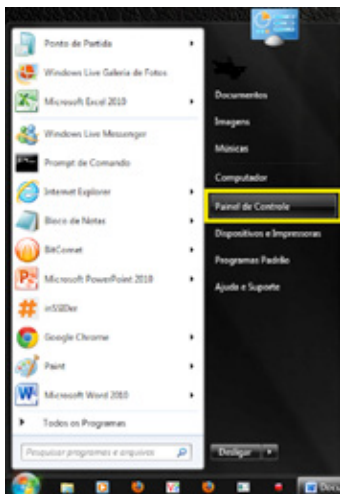 Ponto de Partida
Windows Live Galeria de Fotos
Microsoft Excel 2010
Windows Live Messenger
Prompt de Comando
Internet Explorer
Bloco de Notas
BitComet
Microsoft PowerPoint 2010
inSSIDer
Google Chrome
Paint
Microsoft Word 2010
Todos os Programas
Pesquisar programas e arquivos
Documentos
Imagens
Músicas
Computador
Painel de Controle
Dispositivos e Impressoras
Programas Padrão
Ajuda e Suporte
Desligar
Docu